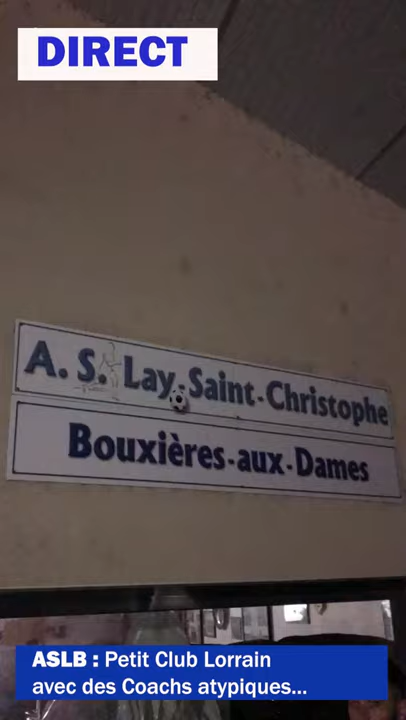 DIRECT
A. S. Lay-Saint-Christophe
Bouxières-aux-Dames
ASLB : Petit Club Lorrain
avec des Coachs atypiques...